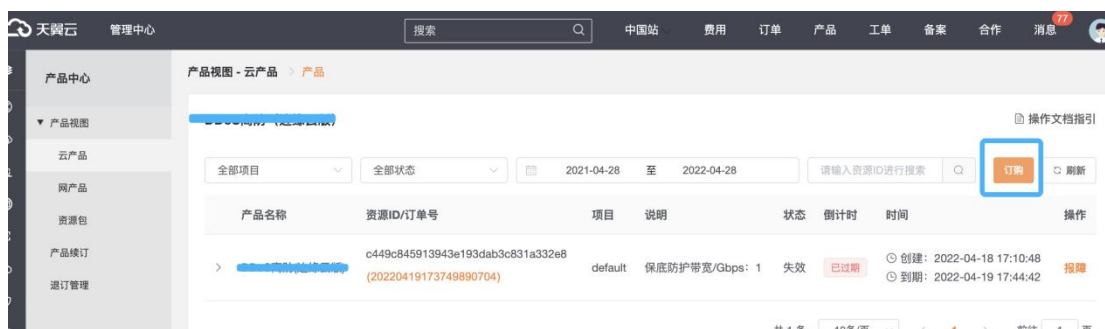 天翼云 管理中心 搜索 中国站 费用 订单 产品 工单 备案 合作 消息 77
产品中心
产品视图 - 云产品 > 产品
产品视图
操作文档指引
云产品
全部项目 全部状态 2021-04-28 至 2022-04-28 请输入资源ID进行搜索 订购 刷新
网产品
资源包
产品名称 资源ID/订单号 项目 说明 状态 倒计时 时间 操作
产品续订
c449c845913943e193dab3c831a332e8
(20220419173749890704)
default 保底防护带宽/Gbps: 1 失效 已过期
创建: 2022-04-18 17:10:48
到期: 2022-04-19 17:44:42
报障
退订管理